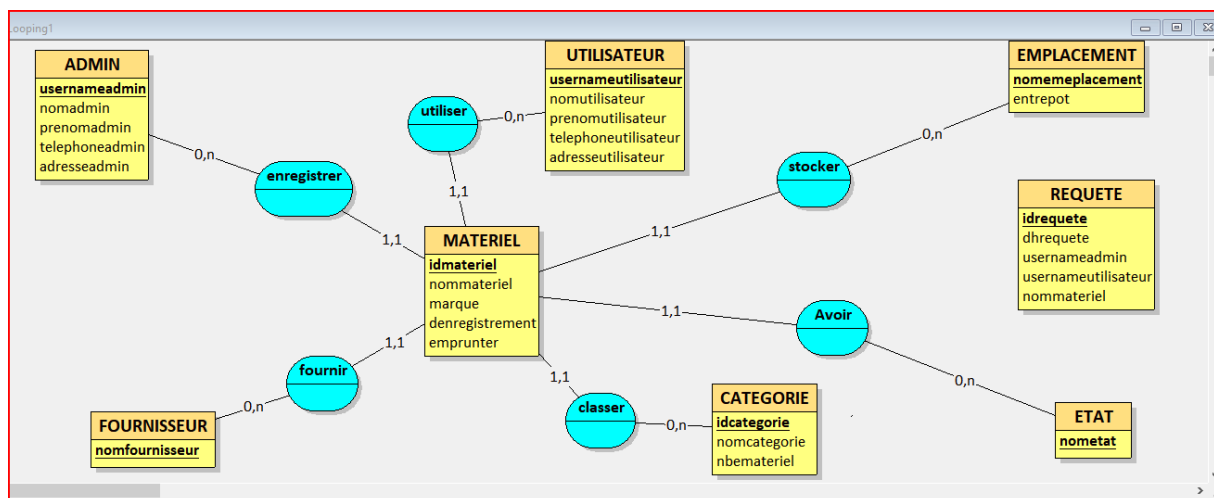 Looping1
ADMIN
usernameadmin
nomadmin
prenomadmin
telephoneadmin
adresseadmin
0,n
enregistrer
1,1
utiliser
0,n
1,1
UTILISATEUR
usernameutilisateur
nomutilisateur
prenomutilisateur
telephoneutilisateur
adresseutilisateur
EMPLACEMENT
nomemeplacement
entrepot
0,n
stocker
1,1
REQUETE
idrequete
dhrequete
usernameadmin
usernameutilisateur
nommateriel
MATERIEL
idmateriel
nommateriel
marque
denregistrement
emprunter
1,1
Avoir
0,n
ETAT
nometat
1,1
fournir
0,n
FOURNISSEUR
nomfournisseur
1,1
classer
0,n
CATEGORIE
idcategorie
nomcategorie
nbemateriel